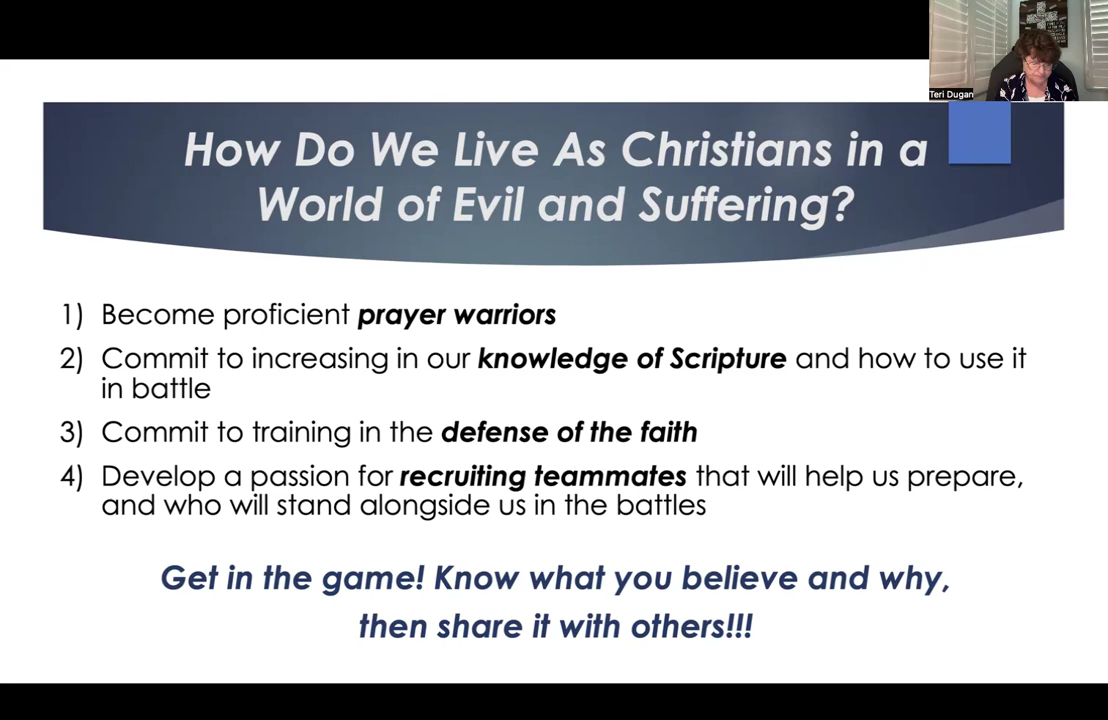 Teri Dugan
How Do We Live As Christians in a
World of Evil and Suffering?
1) Become proficient prayer warriors
2) Commit to increasing in our knowledge of Scripture and how to use it
in battle
3) Commit to training in the defense of the faith
4) Develop a passion for recruiting teammates that will help us prepare,
and who will stand alongside us in the battles
Get in the game! Know what you believe and why,
then share it with others!!!